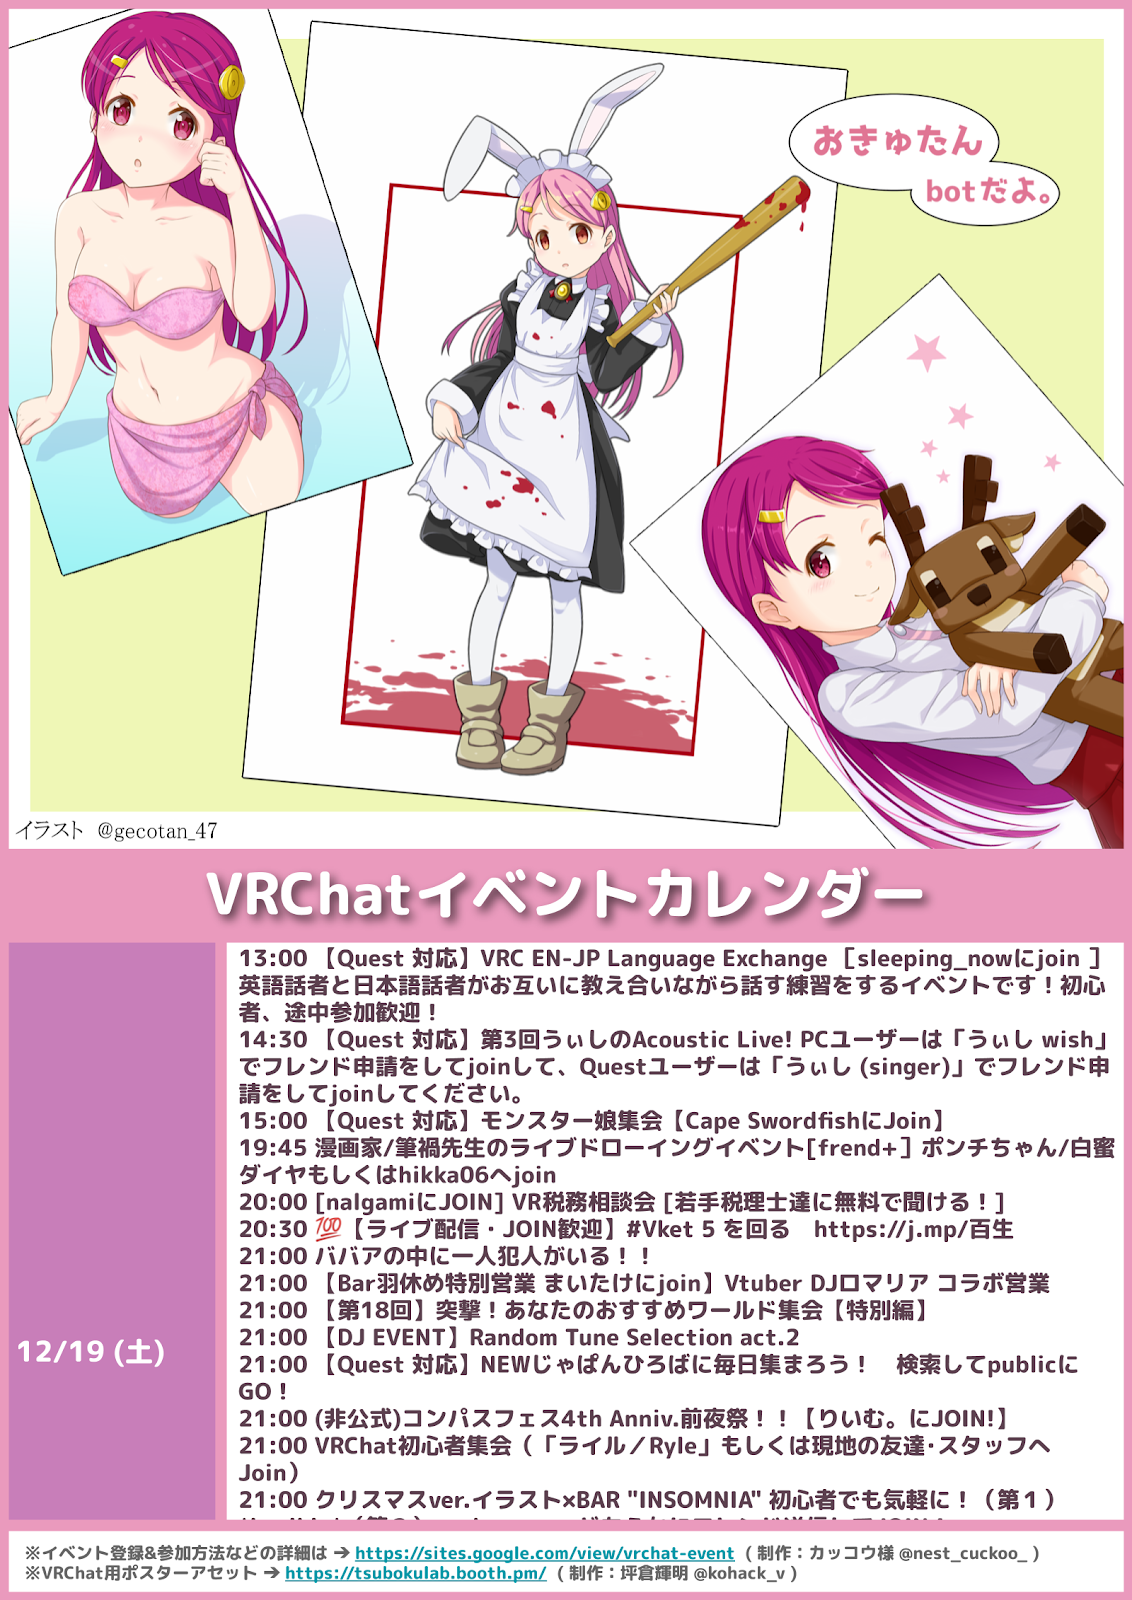 おきゅたん
botだよ。
イラスト @gecotan_47
VRChatイベントカレンダー
12/19 (土)
13:00 【Quest 対応】VRC EN-JP Language Exchange ［sleeping_nowにjoin ］
英語話者と日本語話者がお互いに教え合いながら話す練習をするイベントです！初心
者、途中参加歓迎！
14:30 【Quest 対応】第3回うぃしのAcoustic Live! PCユーザーは「うぃし wish」
でフレンド申請をしてjoinして、Questユーザーは「うぃし (singer)」でフレンド申
請をしてjoinしてください。
15:00 【Quest 対応】モンスター娘集会【Cape SwordfishにJoin】
19:45 漫画家/筆禍先生のライブドローイングイベント[frend+］ポンチちゃん/白蜜
ダイヤもしくはhikka06へjoin
20:00 [nalgamiにJOIN] VR税務相談会 [若手税理士達に無料で聞ける！]
20:30 💯【ライブ配信・JOIN歓迎】#Vket 5 を回る　https://j.mp/百生
21:00 ババアの中に一人犯人がいる！！
21:00 【Bar羽休め特別営業 まいたけにjoin】Vtuber DJロマリア コラボ営業
21:00 【第18回】突撃！あなたのおすすめワールド集会【特別編】
21:00 【DJ EVENT】Random Tune Selection act.2
21:00 【Quest 対応】NEWじゃぱんひろばに毎日集まろう！　検索してpublicに
GO！
21:00 (非公式)コンパスフェス4th Anniv.前夜祭！！【りいむ。にJOIN!】
21:00 VRChat初心者集会（「ライル／Ryle」もしくは現地の友達･スタッフへ
Join）
21:00 クリスマスver.イラスト×BAR "INSOMNIA" 初心者でも気軽に！（第１）
※イベント登録&参加方法などの詳細は ➔ https://sites.google.com/view/vrchat-event （ 制作：カッコウ様 @nest_cuckoo_ ）
※VRChat用ポスターアセット ➔ https://tsubokulab.booth.pm/ （ 制作：坪倉輝明 @kohack_v ）